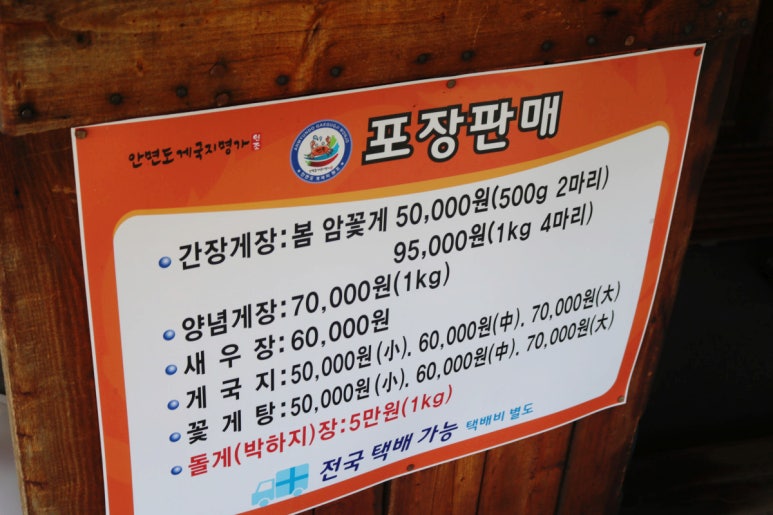 안면도게국지명가
포장판매
간장게장:봄 암꽃게 50,000원(500g 2마리)
95,000원(1kg 4마리)
양념게장:70,000원(1kg)
새 우 장:60,000원
게 국 지:50,000원(小). 60,000원(中). 70,000원(大)
꽃 게 탕:50,000원(小). 60,000원(中). 70,000원(大)
돌게(박하지)장:5만원(1kg)
전국 택배 가능 택배비 별도